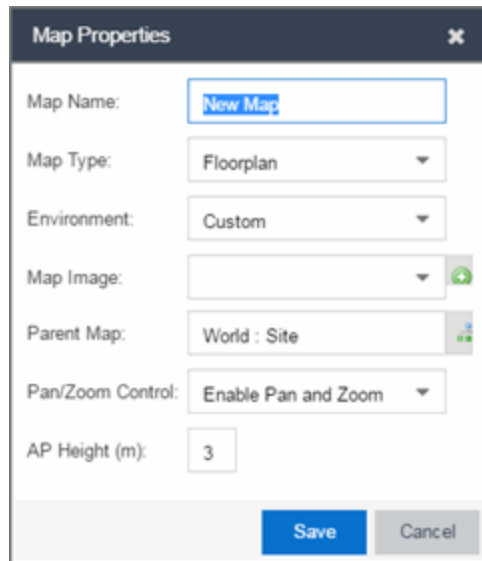 Map Properties
Map Name: New Map
Map Type: Floorplan
Environment: Custom
Map Image:
Parent Map: World : Site
Pan/Zoom Control: Enable Pan and Zoom
AP Height (m): 3
Save Cancel